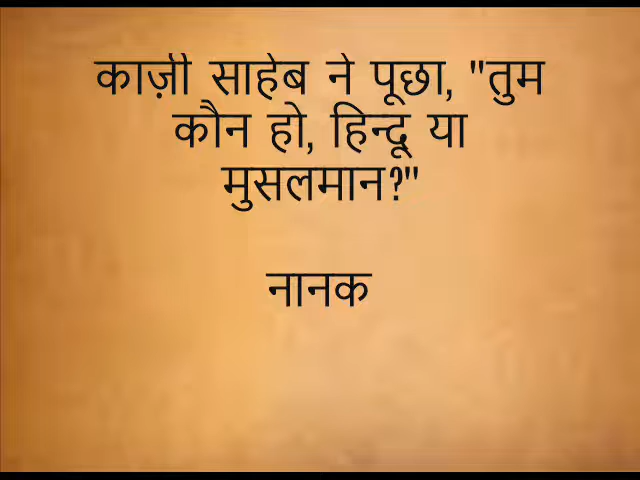 काज़ी साहेब ने पूछा, "तुम
कौन हो, हिन्दू या
मुसलमान?"
नानक